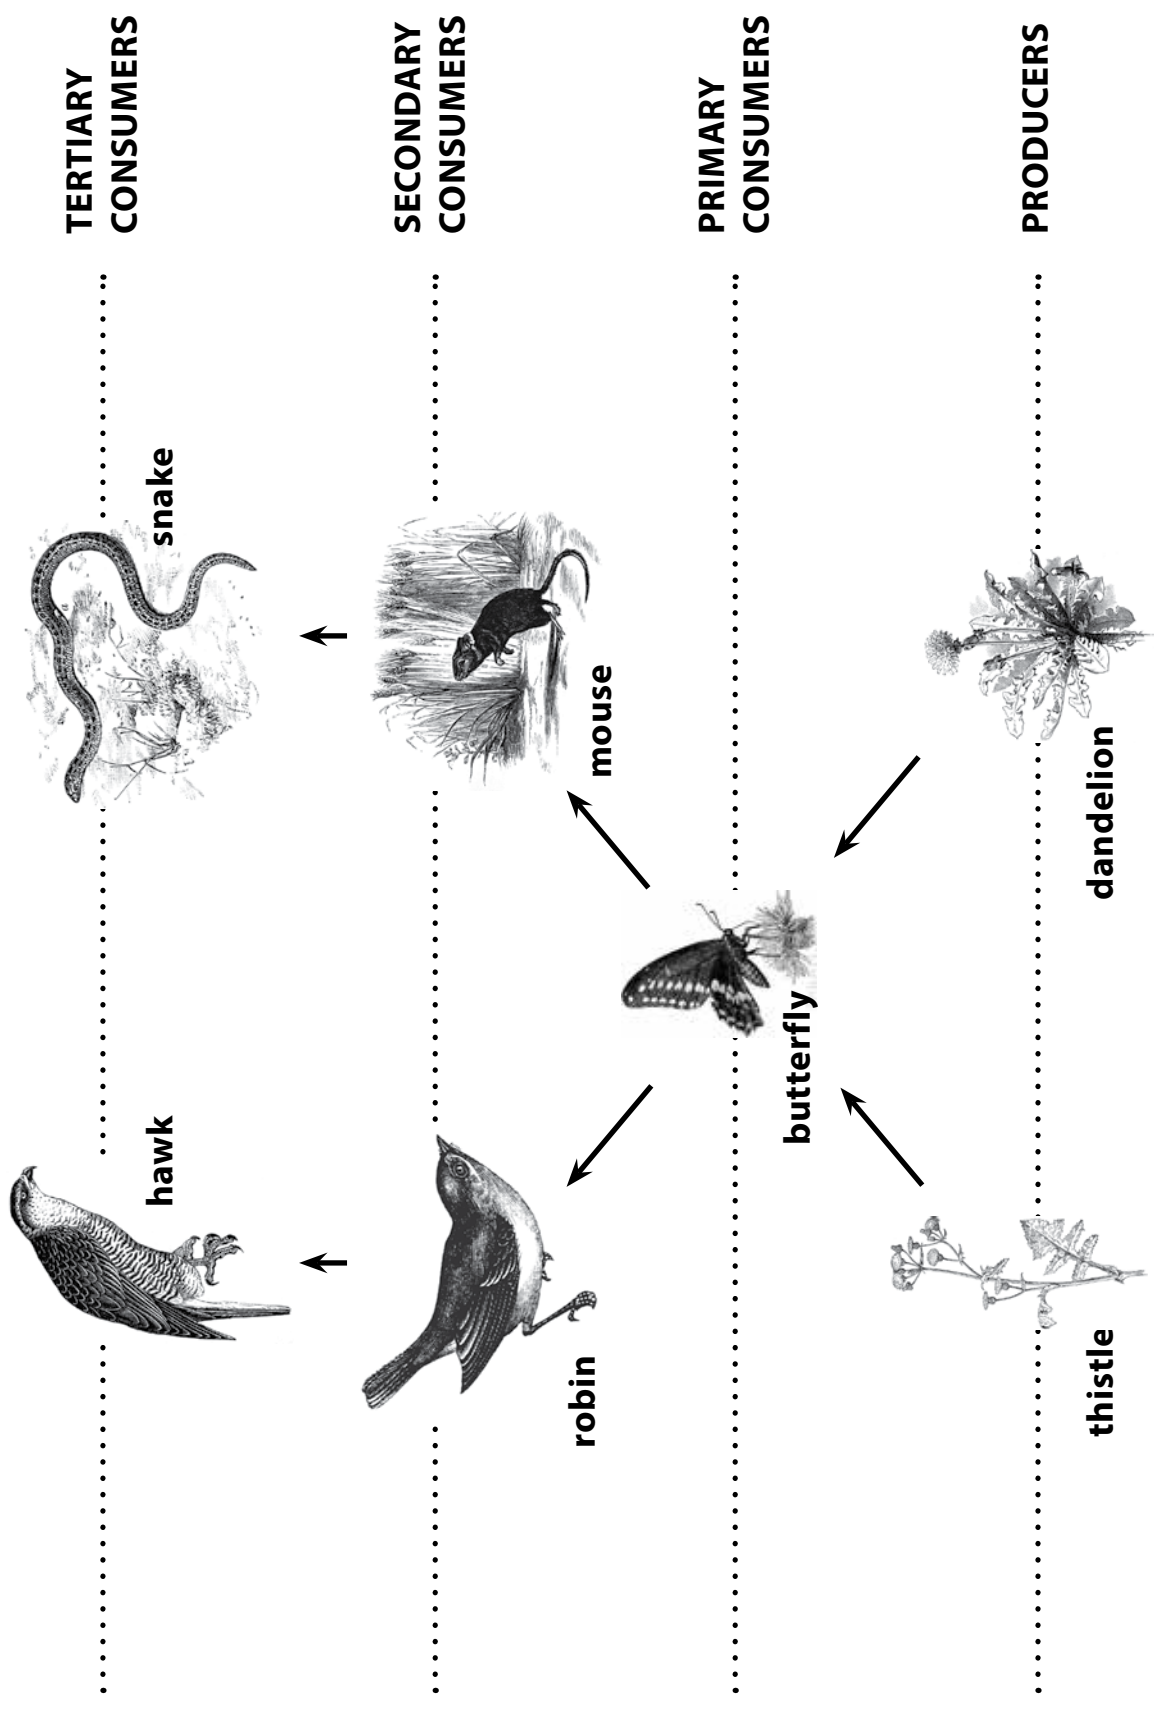 TERTIARY
CONSUMERS
hawk
snake
SECONDARY
CONSUMERS
robin
mouse
PRIMARY
CONSUMERS
butterfly
PRODUCERS
thistle
dandelion